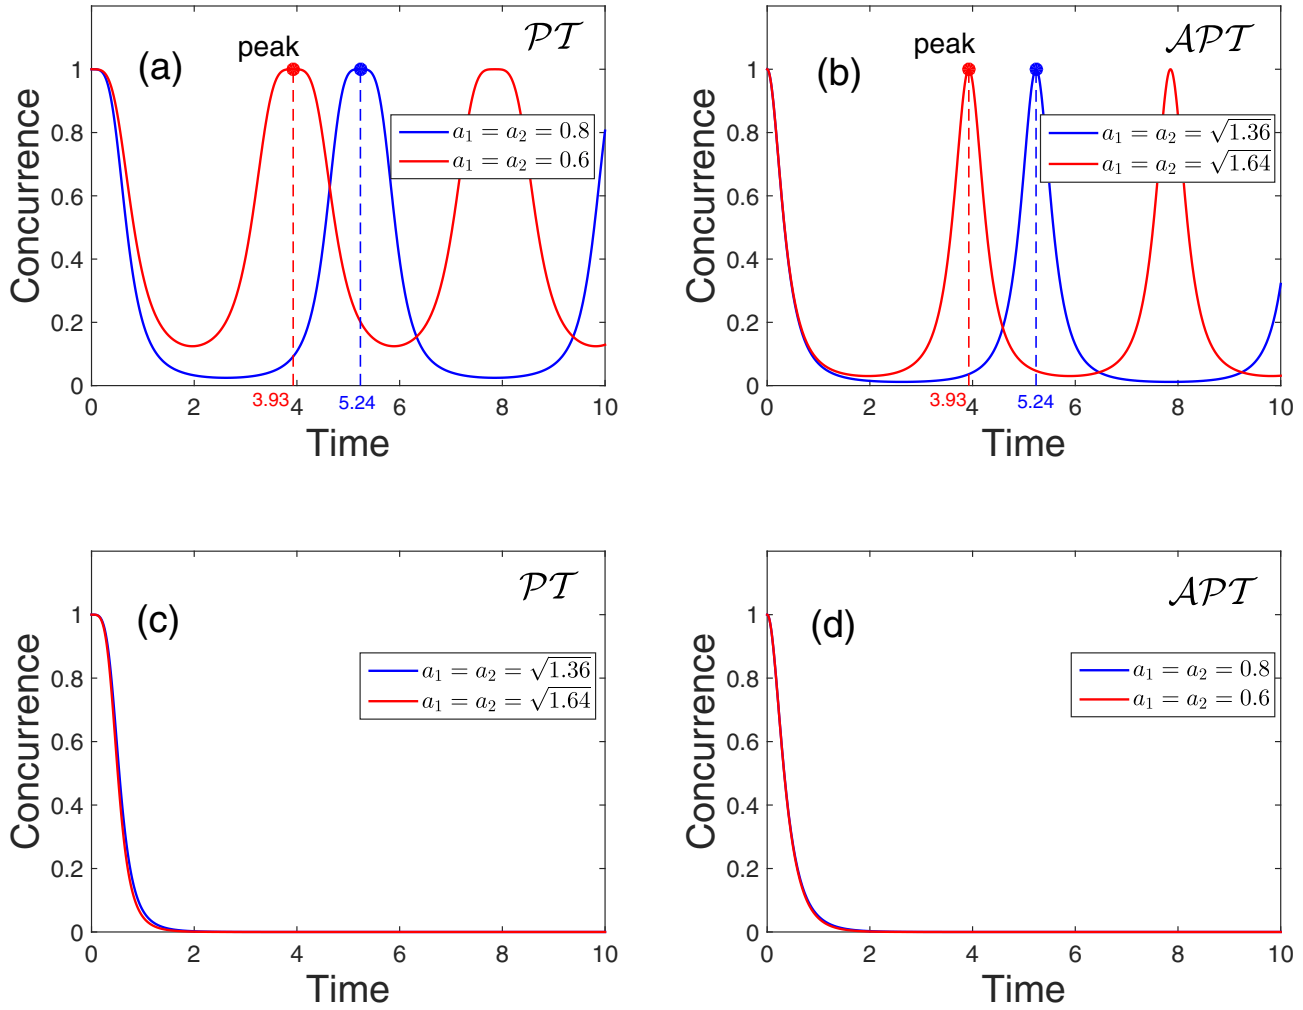 peak
(a)
𝒫𝒯
Concurrence
1
0.8
0.6
0.4
0.2
0
a₁ = a₂ = 0.8
a₁ = a₂ = 0.6
0
2
3.93
4
5.24
6
8
10
Time
peak
(b)
𝒜𝒫𝒯
Concurrence
1
0.8
0.6
0.4
0.2
0
a₁ = a₂ = √1.36
a₁ = a₂ = √1.64
0
2
3.93
4
5.24
6
8
10
Time
(c)
𝒫𝒯
Concurrence
1
0.8
0.6
0.4
0.2
0
a₁ = a₂ = √1.36
a₁ = a₂ = √1.64
0
2
4
6
8
10
Time
(d)
𝒜𝒫𝒯
Concurrence
1
0.8
0.6
0.4
0.2
0
a₁ = a₂ = 0.8
a₁ = a₂ = 0.6
0
2
4
6
8
10
Time